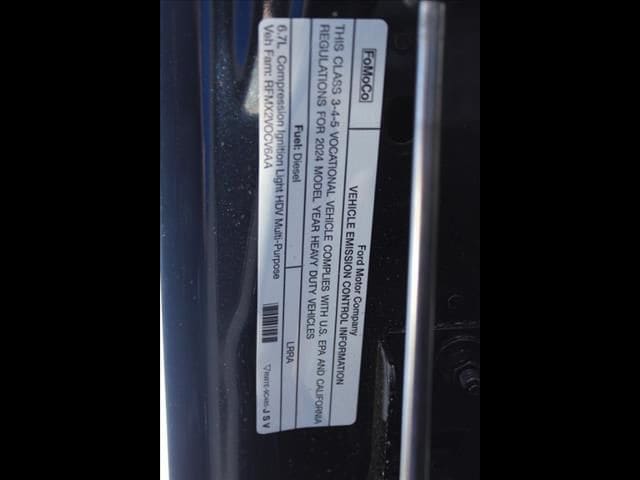 FoMoCo
Ford Motor Company
VEHICLE EMISSION CONTROL INFORMATION
THIS CLASS 3-4-5 VOCATIONAL VEHICLE COMPLIES WITH U.S. EPA AND CALIFORNIA
REGULATIONS FOR 2024 MODEL YEAR HEAVY DUTY VEHICLES
Fuel: Diesel
LRRA
6.7L, Compression Ignition Light HDV Multi-Purpose
Veh Fam: RFMX2VOCV6AA
J S V